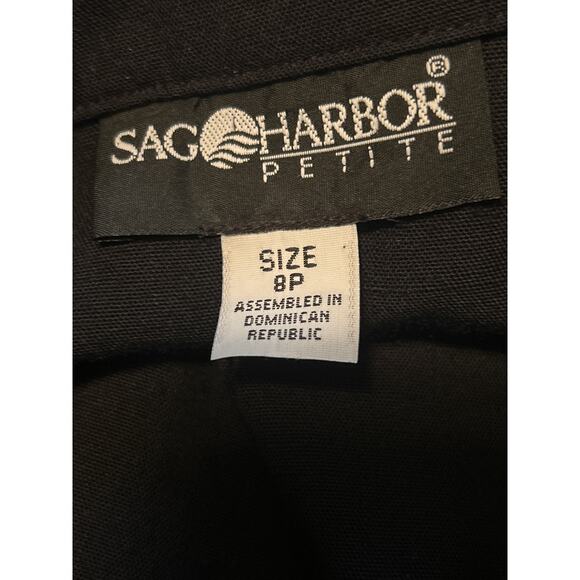 SAG HARBOR®
PETITE
SIZE
8P
ASSEMBLED IN
DOMINICAN
REPUBLIC